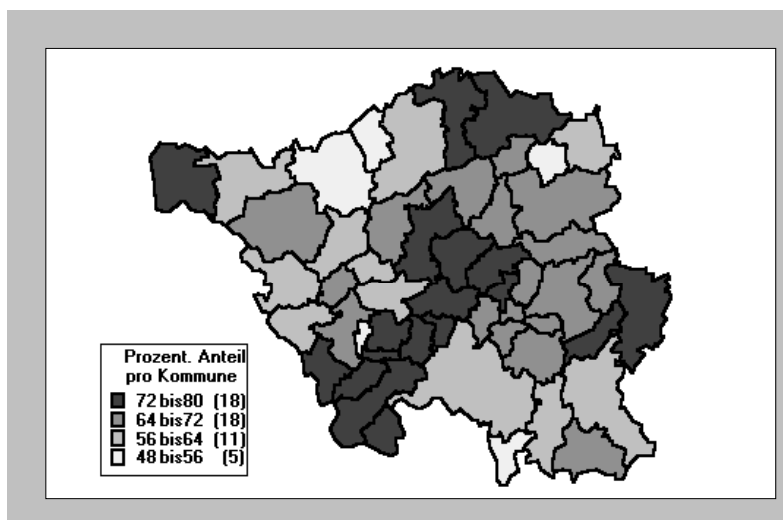 Prozent. Anteil
pro Kommune
72 bis80 (18)
64 bis72 (18)
56 bis64 (11)
48 bis56 (5)